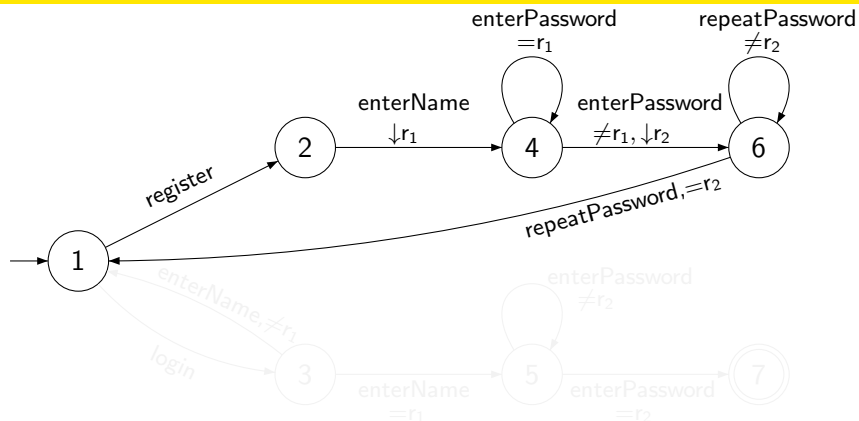 enterPassword
=r₁
repeatPassword
≠r₂
enterName
↓r₁
enterPassword
≠r₁, ↓r₂
2
4
6
register
repeatPassword,=r₂
1
enterName,≠r₁
enterPassword
≠r₂
login
3
5
7
enterName
=r₁
enterPassword
=r₂